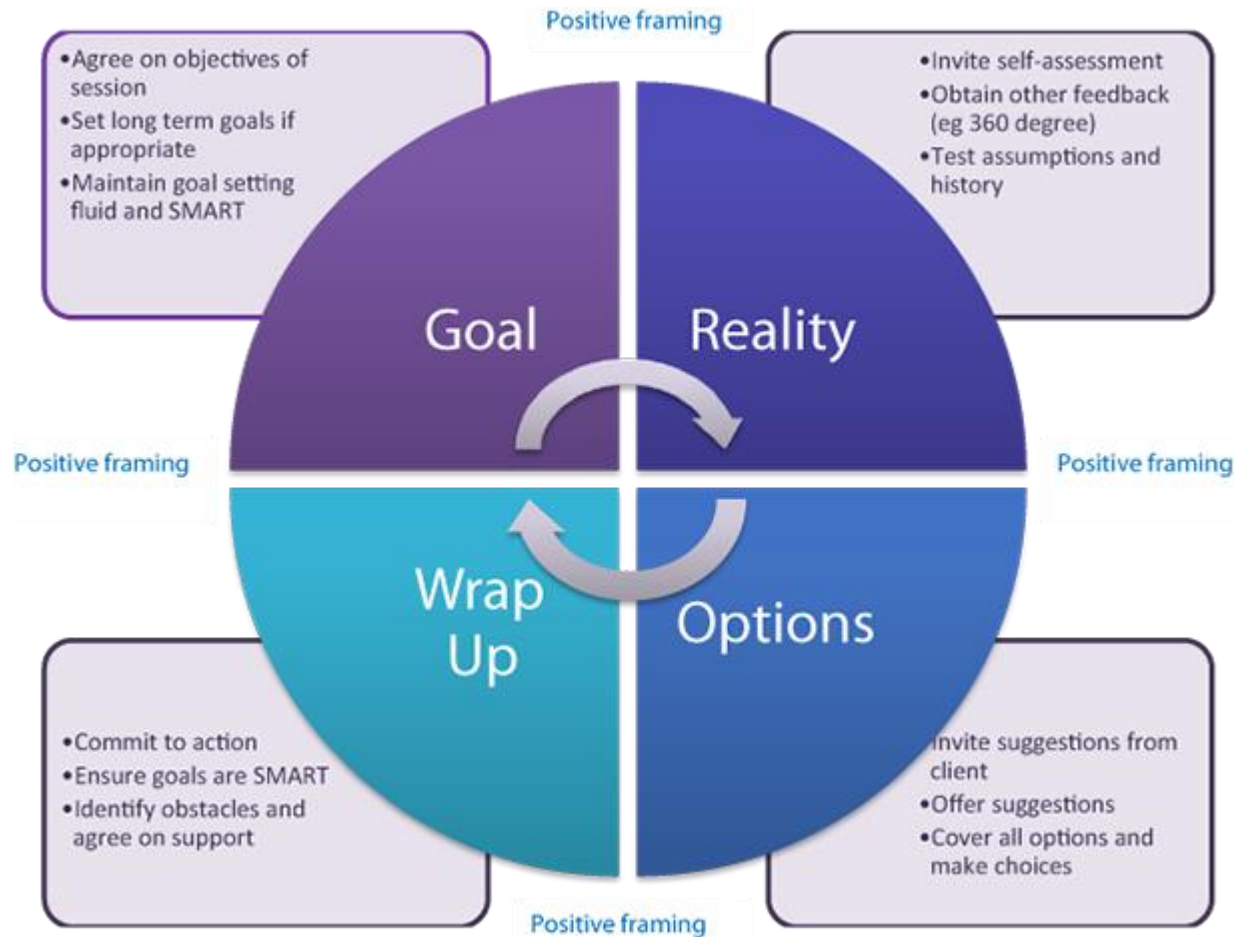 Positive framing
•Agree on objectives of
session
•Set long term goals if
appropriate
•Maintain goal setting
fluid and SMART
•Invite self-assessment
•Obtain other feedback
(eg 360 degree)
•Test assumptions and
history
Goal
Reality
Positive framing
Positive framing
Wrap
Up
Options
•Commit to action
•Ensure goals are SMART
•Identify obstacles and
agree on support
Invite suggestions from
client
•Offer suggestions
•Cover all options and
make choices
Positive framing